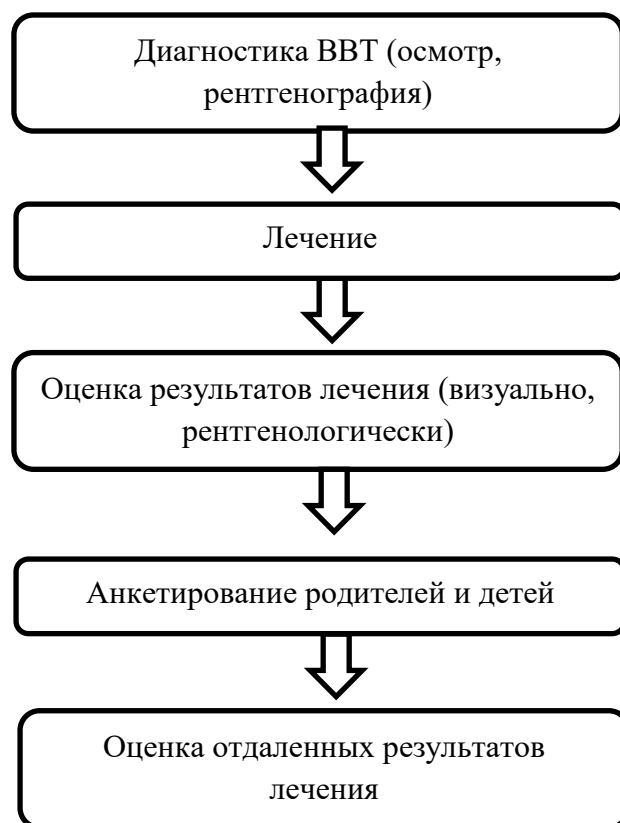 Диагностика ВВТ (осмотр,
рентгенография)
Лечение
Оценка результатов лечения (визуально,
рентгенологически)
Анкетирование родителей и детей
Оценка отдаленных результатов
лечения